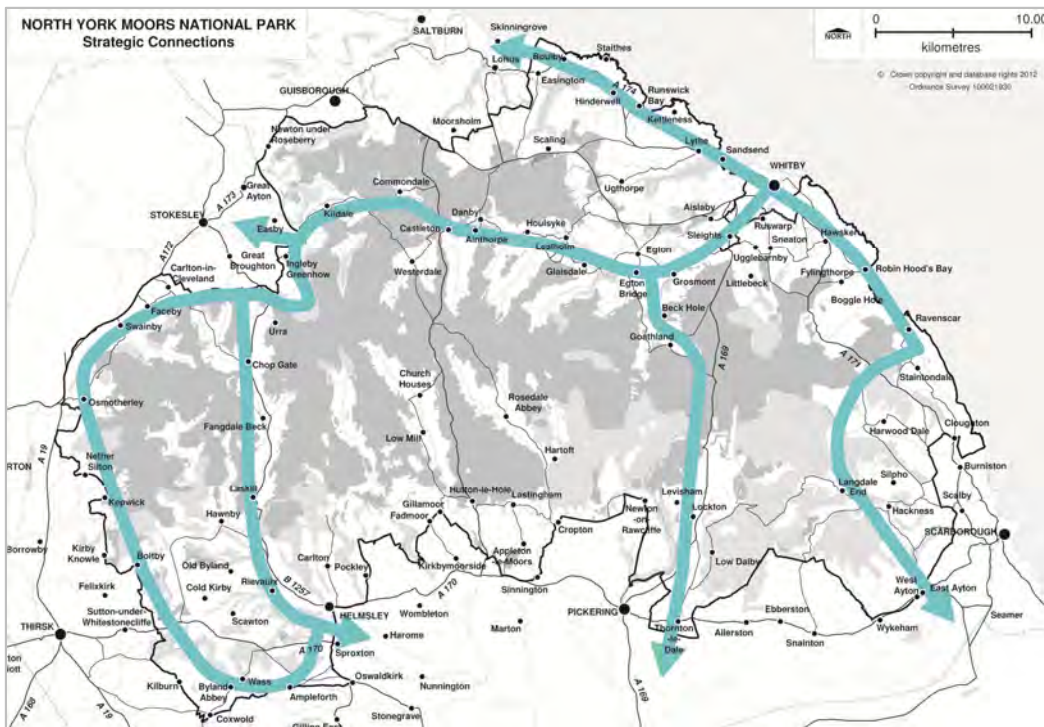 NORTH YORK MOORS NATIONAL PARK
Strategic Connections
NORTH
0
10.00
kilometres
© Crown copyright and database rights 2012
Ordnance Survey 100021930
SALTBURN
Skinningrove
Loftus
Boulby
Staithes
Easington
A 174
Hinderwell
Runswick
Bay
Kettleness
GUISBOROUGH
Newton under
Roseberry
Moorsholm
Scaling
Lythe
Sandsend
WHITBY
Ugthorpe
Great
Ayton
A 173
STOKESLEY
Easby
Kildale
Commondale
Castleton
Danby
Ainthorpe
Houlsyke
Lealholm
Glaisdale
Egton
Egton
Bridge
Aislaby
Sleights
Ruswarp
Sneaton
Hawsker
Ugglebarnby
Grosmont
Littlebeck
Fylingthorpe
Robin Hood's Bay
Boggle Hole
A172
Great
Broughton
Ingleby
Greenhow
Westerdale
Carlton-in-
Cleveland
Faceby
Swainby
Urra
Beck Hole
Goathland
A 169
Ravenscar
A 171
Staintondale
Chop Gate
Church
Houses
Rosedale
Abbey
Osmotherley
Fangdale Beck
Low Mill
Hartoft
Harwood Dale
Cloughton
A 19
RTON
Nether
Silton
Kepwick
Laskill
Hawnby
Hutton-le-Hole
Lastingham
Gillamoor
Fadmoor
Cropton
Newton
-on-
Rawcliffe
Levisham
Lockton
Langdale
End
Silpho
Hackness
Burniston
Scalby
SCARBOROUGH
Borrowby
Kirby
Knowle
Boltby
Old Byland
Cold Kirby
Rievaulx
B 1257
Carlton
Pockley
Kirkbymoorside
Appleton
-le-Moors
Sinnington
A 170
Low Dalby
Felixkirk
Sutton-under-
Whitestonecliffe
THIRSK
Scawton
HELMSLEY
Wombleton
Harome
Marton
PICKERING
Thornton
-le-
Dale
Allerston
Ebberston
Snainton
Wykeham
West
Ayton
East Ayton
Seamer
A 170
Sproxton
Kilburn
Byland
Abbey
Wass
Ampleforth
Oswaldkirk
Nunnington
Stonegrave
Coxwold
A 168
A 19
A 169